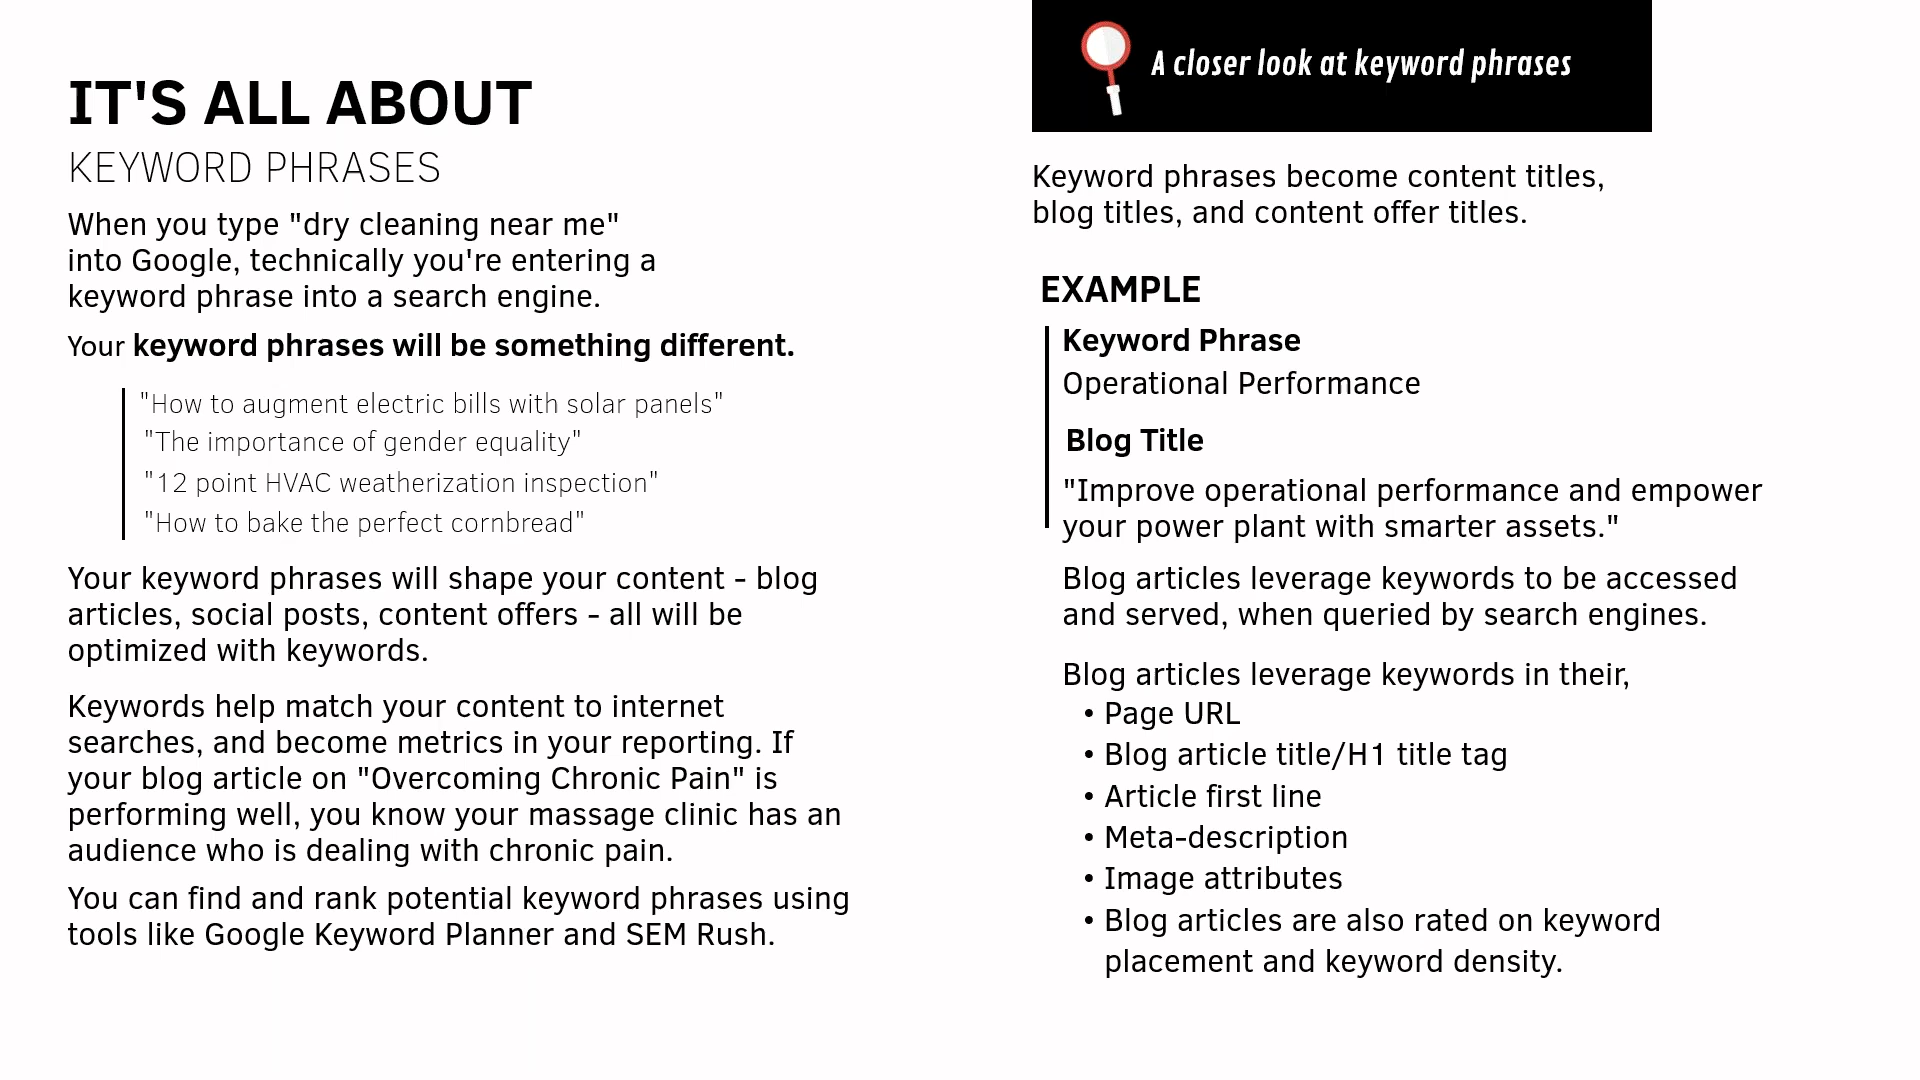 IT'S ALL ABOUT
KEYWORD PHRASES
When you type "dry cleaning near me"
into Google, technically you're entering a
keyword phrase into a search engine.
Your keyword phrases will be something different.
"How to augment electric bills with solar panels"
"The importance of gender equality"
"12 point HVAC weatherization inspection"
"How to bake the perfect cornbread"
Your keyword phrases will shape your content - blog
articles, social posts, content offers - all will be
optimized with keywords.
Keywords help match your content to internet
searches, and become metrics in your reporting. If
your blog article on "Overcoming Chronic Pain" is
performing well, you know your massage clinic has an
audience who is dealing with chronic pain.
You can find and rank potential keyword phrases using
tools like Google Keyword Planner and SEM Rush.
A closer look at keyword phrases
Keyword phrases become content titles,
blog titles, and content offer titles.
EXAMPLE
Keyword Phrase
Operational Performance
Blog Title
"Improve operational performance and empower
your power plant with smarter assets."
Blog articles leverage keywords to be accessed
and served, when queried by search engines.
Blog articles leverage keywords in their,
• Page URL
• Blog article title/H1 title tag
• Article first line
• Meta-description
• Image attributes
• Blog articles are also rated on keyword
placement and keyword density.